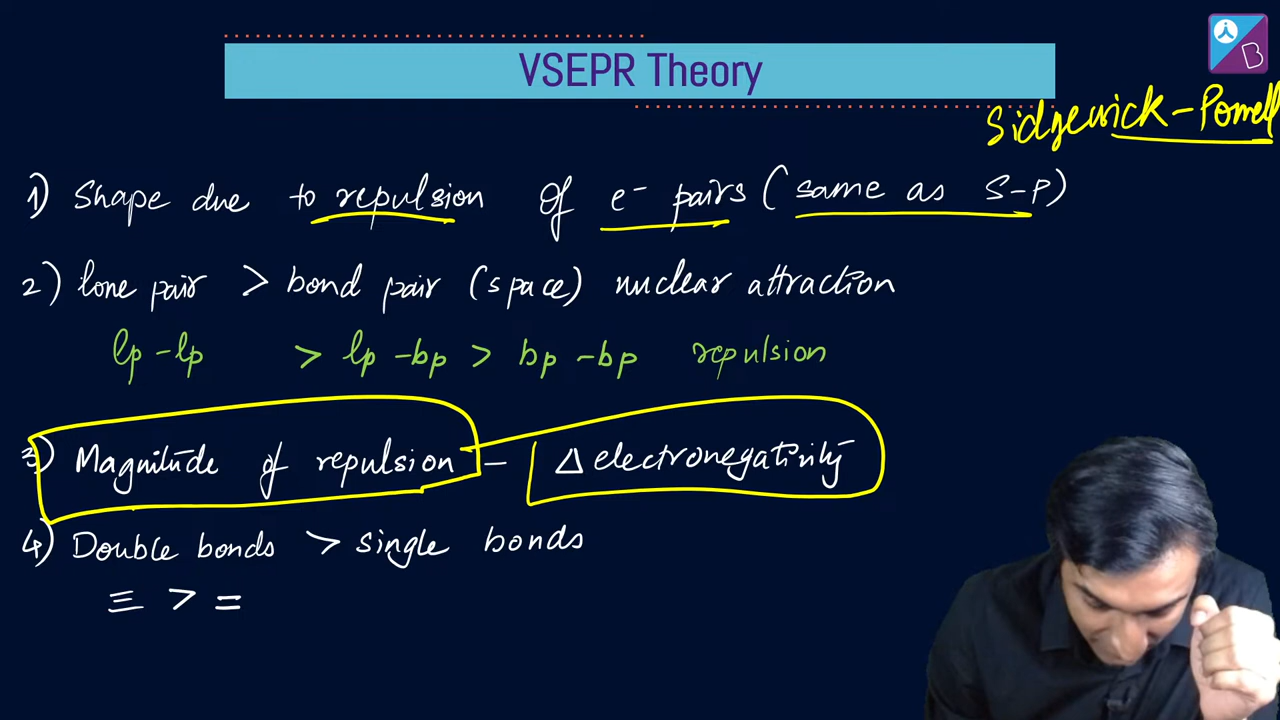 VSEPR Theory
Sidgewick-Powell
1) Shape due to repulsion of e⁻ pairs (same as S-P)
2) lone pair > bond pair (space) nuclear attraction
lp-lp > lp-bp > bp-bp repulsion
3) Magnitude of repulsion - Δ electronegativity
4) Double bonds > single bonds
≡ > =
B